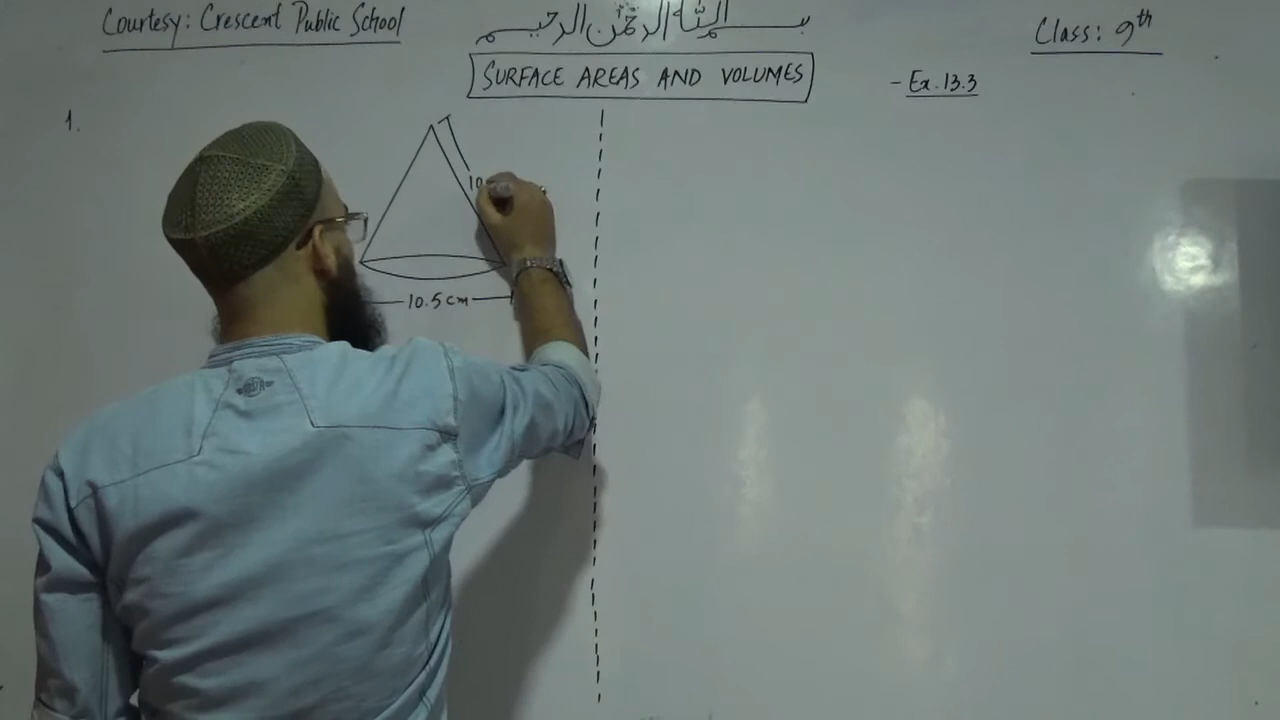 Courtesy: Crescent Public School
بسم الله الرحمن الرحيم
Class: 9th
SURFACE AREAS AND VOLUMES
- Ex. 13.3
1.
10
10.5 cm